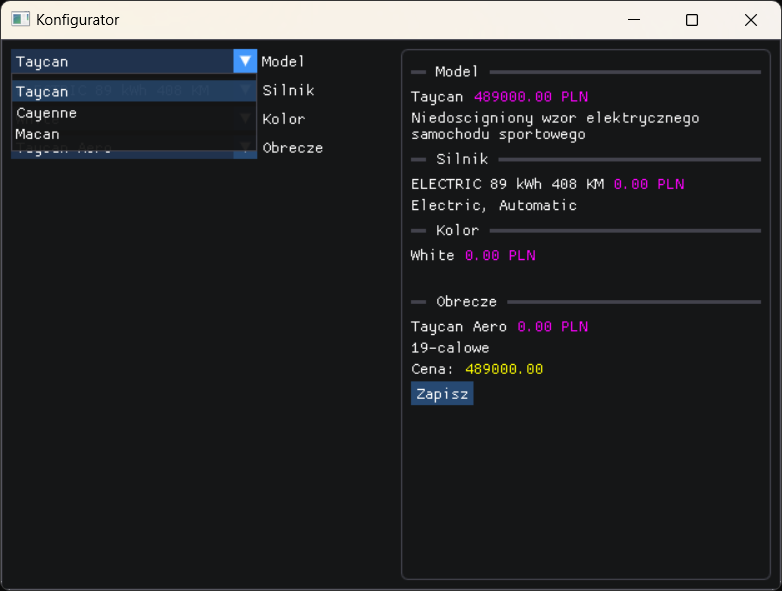 Konfigurator
Taycan Model
Taycan Silnik
Cayenne Kolor
Macan
Obrecze
Model
Taycan 489000.00 PLN
Niedoscigniony wzor elektrycznego
samochodu sportowego
Silnik
ELECTRIC 89 kWh 408 KM 0.00 PLN
Electric, Automatic
Kolor
White 0.00 PLN
Obrecze
Taycan Aero 0.00 PLN
19-calowe
Cena: 489000.00
Zapisz